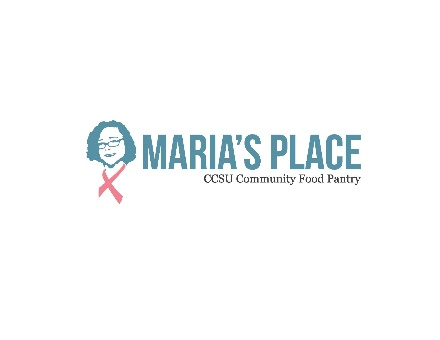 MARIA'S PLACE
CCSU Community Food Pantry